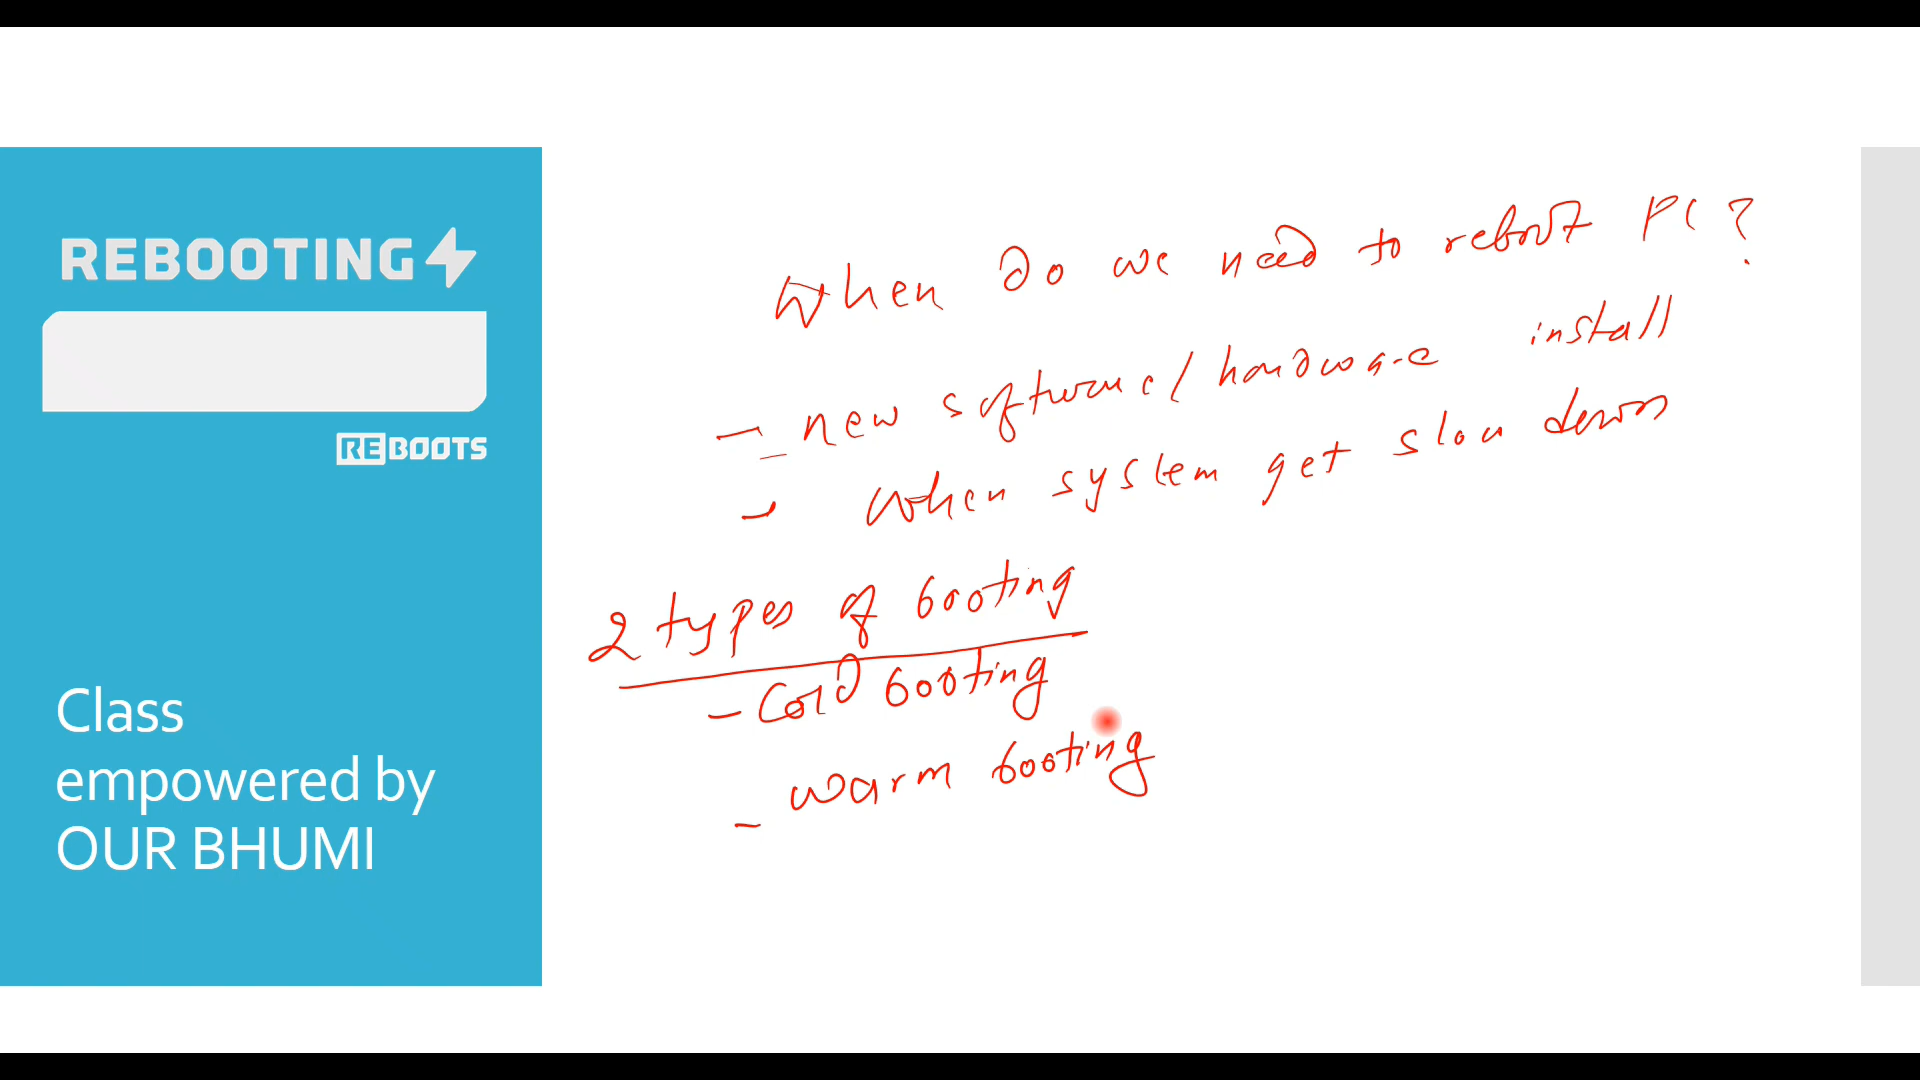 REBOOTING
REBOOTS
Class
empowered by
OUR BHUMI
When do we need to reboot PC?
- new software/hardware install
- When system get slow down
2 types of booting
- Cold booting
- warm booting